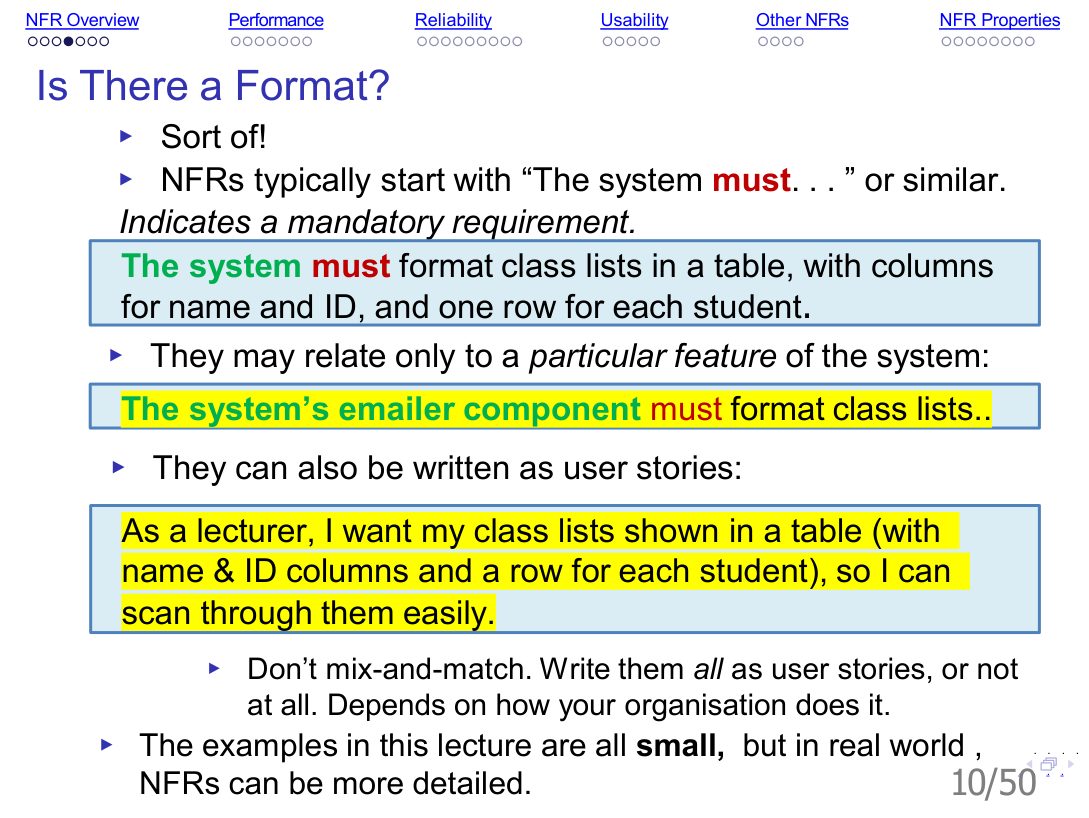 NFR Overview Performance Reliability Usability Other NFRs NFR Properties
Is There a Format?
Sort of!
NFRs typically start with “The system must. . . ” or similar.
Indicates a mandatory requirement.
The system must format class lists in a table, with columns
for name and ID, and one row for each student.
They may relate only to a particular feature of the system:
The system’s emailer component must format class lists..
They can also be written as user stories:
As a lecturer, I want my class lists shown in a table (with
name & ID columns and a row for each student), so I can
scan through them easily.
Don’t mix-and-match. Write them all as user stories, or not
at all. Depends on how your organisation does it.
The examples in this lecture are all small, but in real world ,
NFRs can be more detailed.
10/50